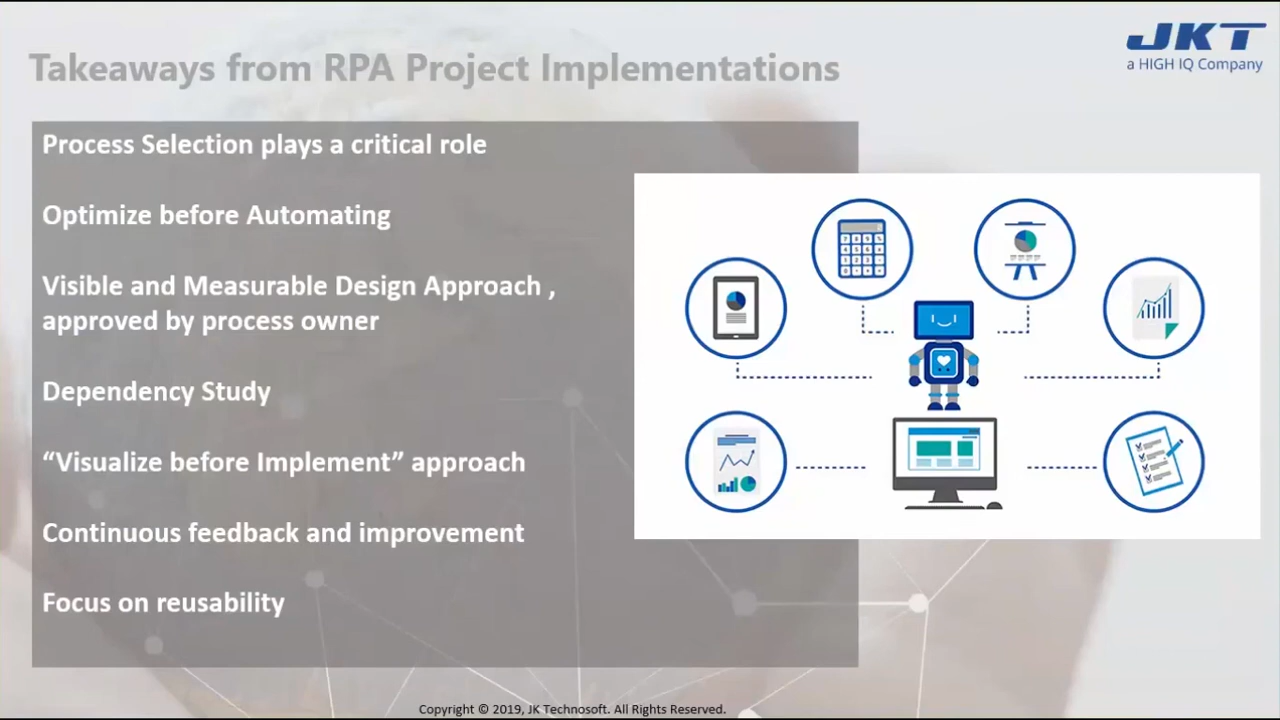 Takeaways from RPA Project Implementations
JKT
a HIGH IQ Company
Process Selection plays a critical role
Optimize before Automating
Visible and Measurable Design Approach ,
approved by process owner
Dependency Study
“Visualize before Implement” approach
Continuous feedback and improvement
Focus on reusability
Copyright © 2019, JK Technosoft. All Rights Reserved.